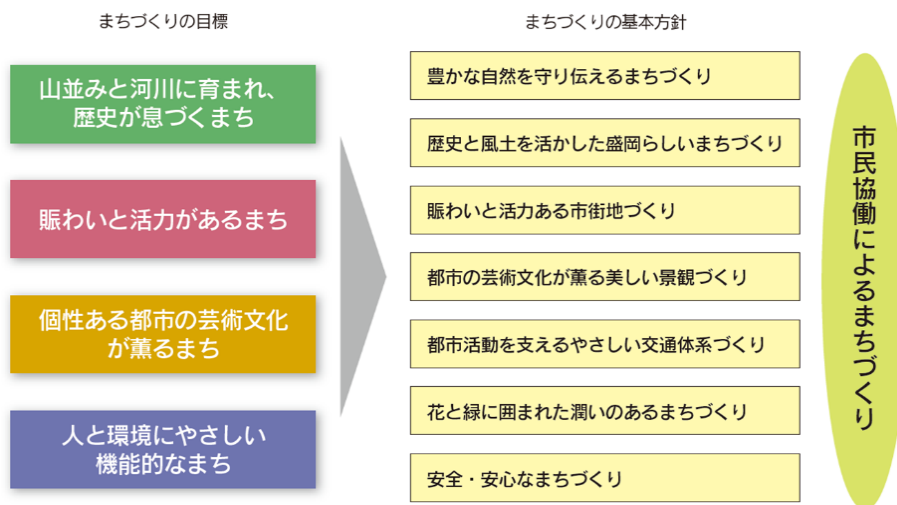 まちづくりの目標
山並みと河川に育まれ、
歴史が息づくまち
賑わいと活力があるまち
個性ある都市の芸術文化
が薫るまち
人と環境にやさしい
機能的なまち
まちづくりの基本方針
豊かな自然を守り伝えるまちづくり
歴史と風土を活かした盛岡らしいまちづくり
賑わいと活力ある市街地づくり
都市の芸術文化が薫る美しい景観づくり
都市活動を支えるやさしい交通体系づくり
花と緑に囲まれた潤いのあるまちづくり
安全・安心なまちづくり
市民協働によるまちづくり